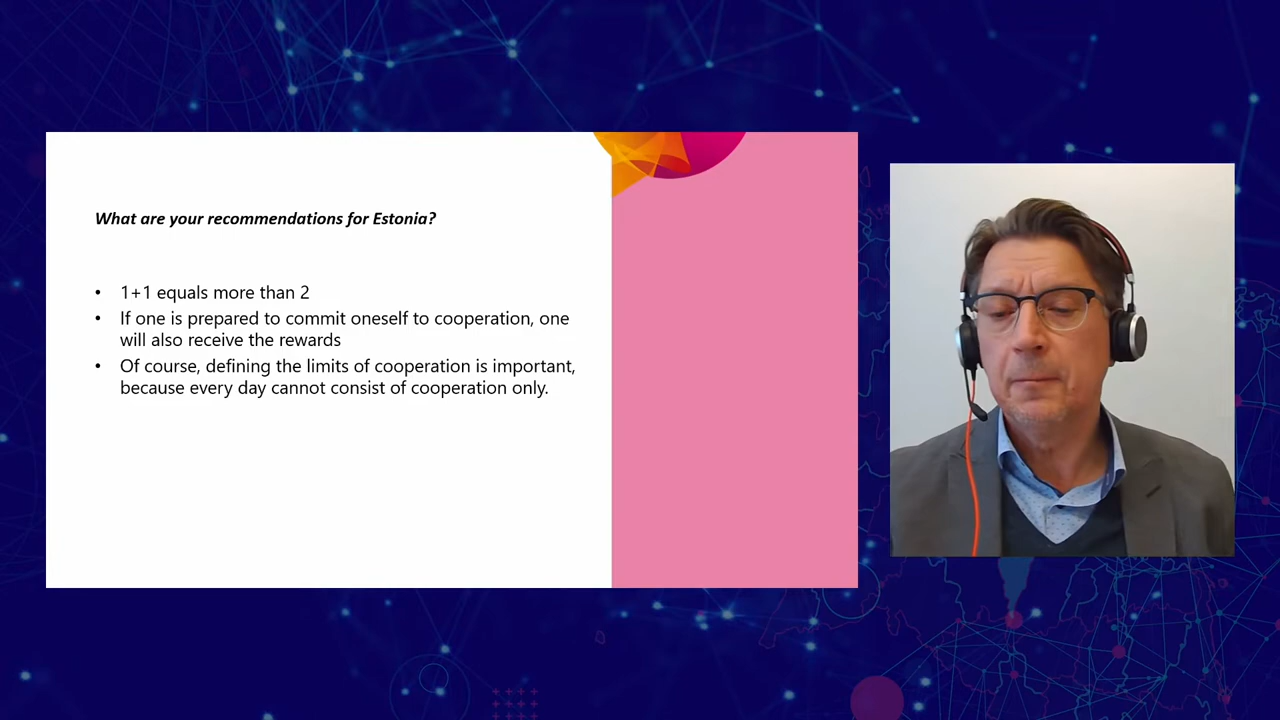 What are your recommendations for Estonia?
• 1+1 equals more than 2
• If one is prepared to commit oneself to cooperation, one
will also receive the rewards
• Of course, defining the limits of cooperation is important,
because every day cannot consist of cooperation only.